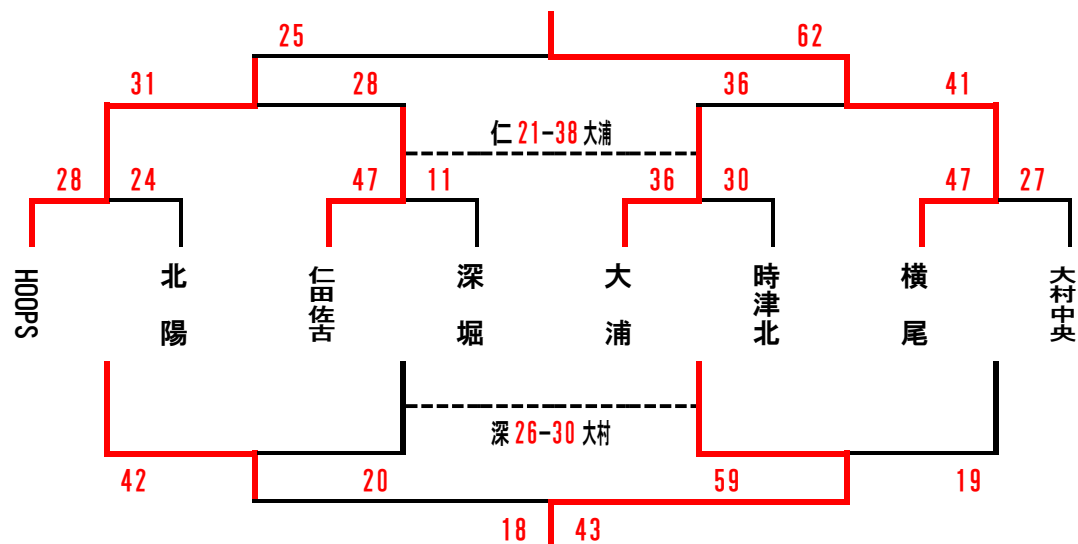 25 62
31 28 36 41
仁 21-38 大浦
28 24 47 11 36 30 47 27
HOOPS
北陽
仁田佐古
深堀
大浦
時津北
横尾
大村中央
深 26-30 大村
42 20 59 19
18 43